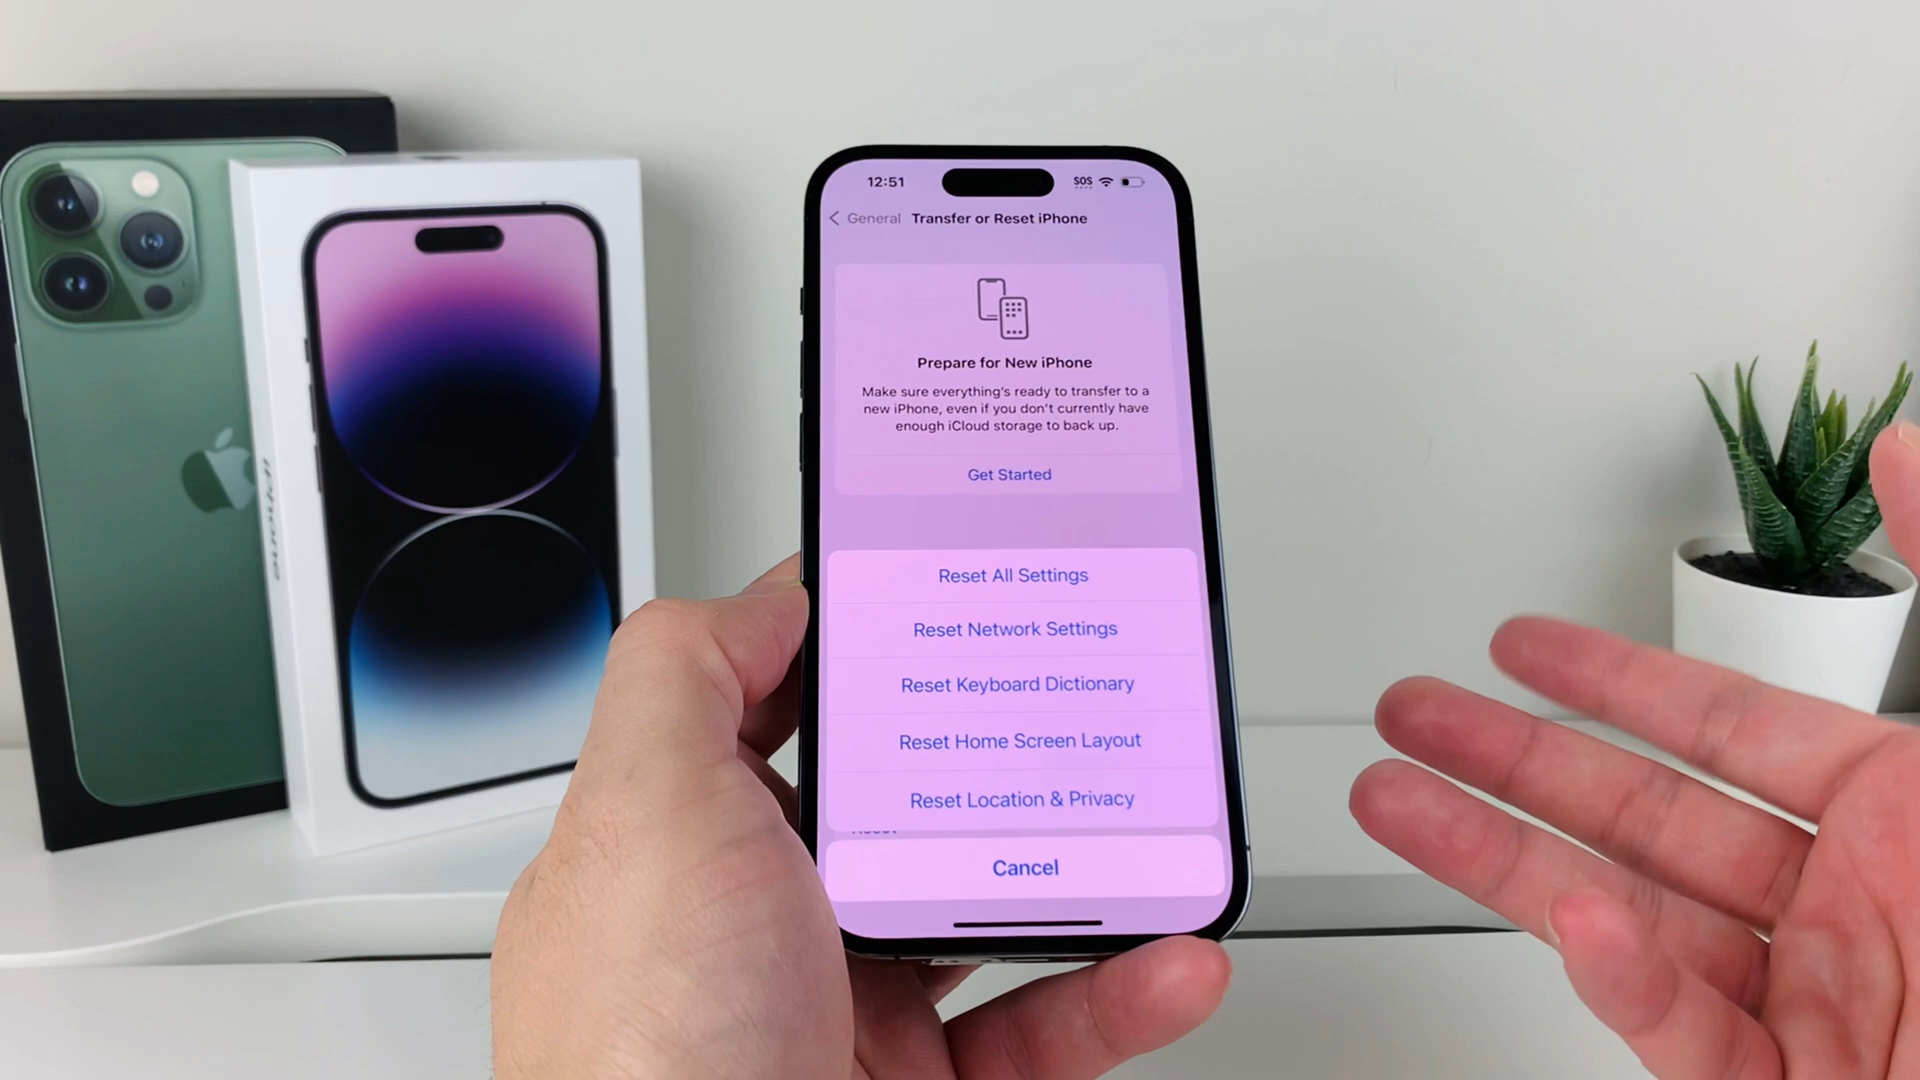 12:51
SOS
General
Transfer or Reset iPhone
Prepare for New iPhone
Make sure everything's ready to transfer to a
new iPhone, even if you don't currently have
enough iCloud storage to back up.
Get Started
Reset All Settings
Reset Network Settings
Reset Keyboard Dictionary
Reset Home Screen Layout
Reset Location & Privacy
Cancel
iPhone